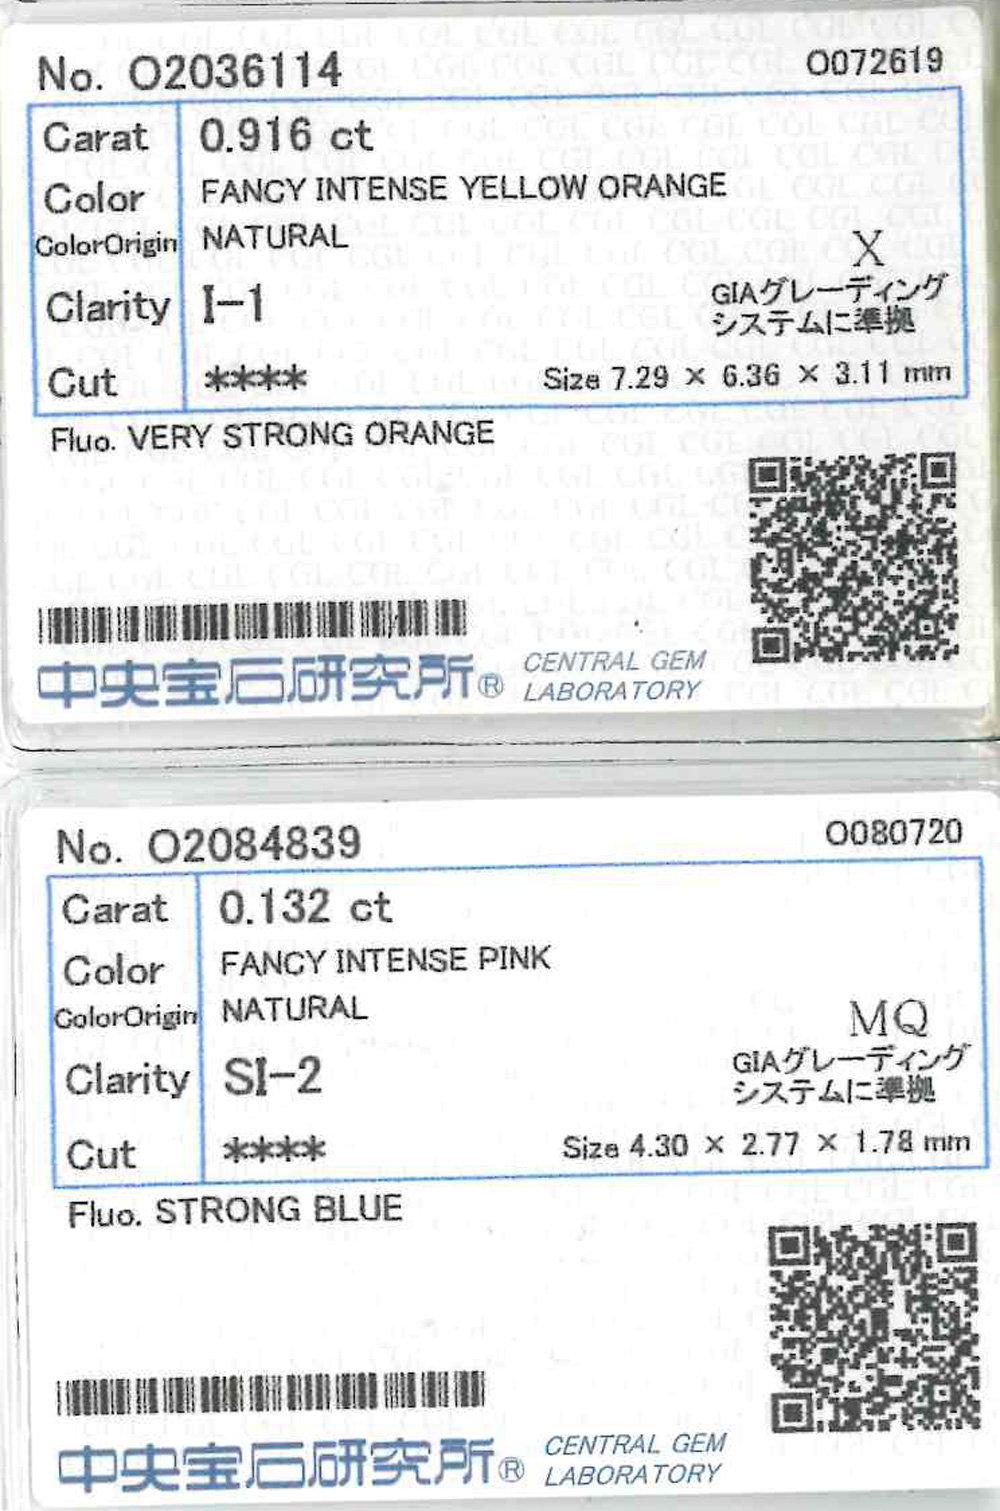 No. O2036114 O072619
Carat 0.916 ct
Color FANCY INTENSE YELLOW ORANGE
ColorOrigin NATURAL
X
Clarity I-1
GIAグレーディング
システムに準拠
Cut **** Size 7.29 × 6.36 × 3.11 mm
Fluo. VERY STRONG ORANGE
中央宝石研究所® CENTRAL GEM
LABORATORY
No. O2084839 O080720
Carat 0.132 ct
Color FANCY INTENSE PINK
ColorOrigin NATURAL
MQ
Clarity SI-2
GIAグレーディング
システムに準拠
Cut **** Size 4.30 × 2.77 × 1.78 mm
Fluo. STRONG BLUE
中央宝石研究所® CENTRAL GEM
LABORATORY